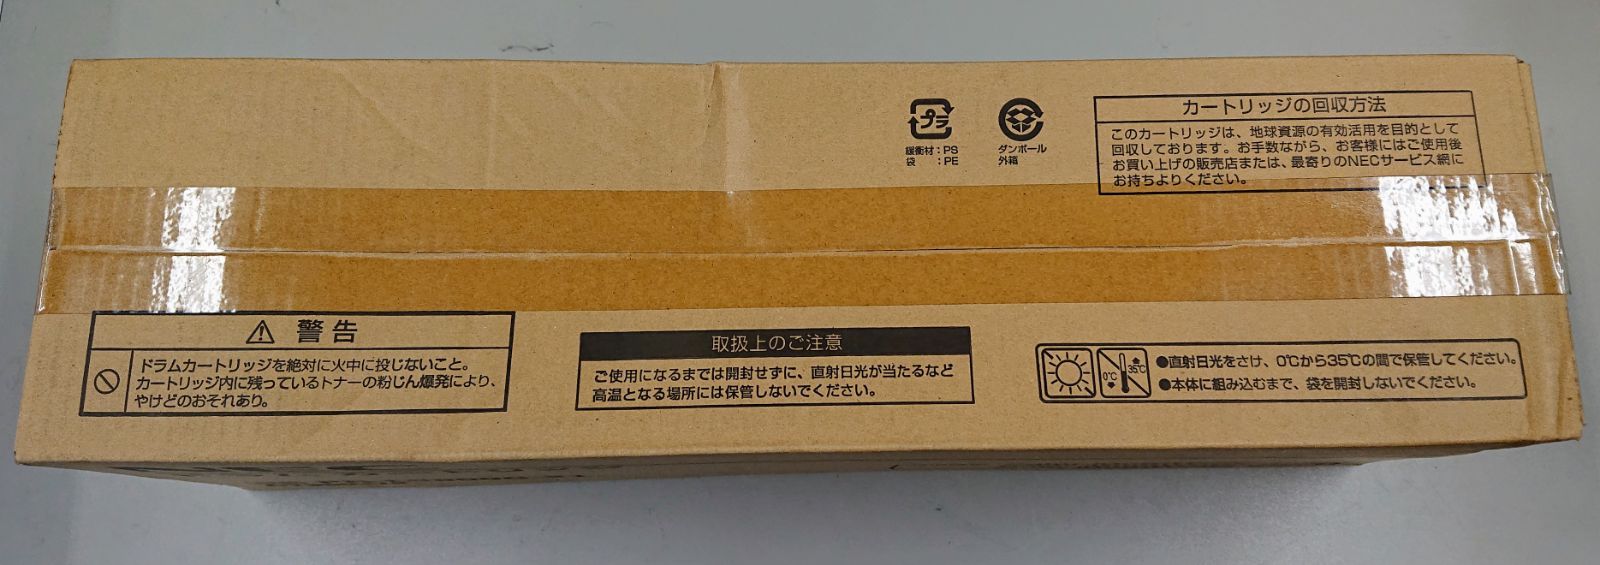 プラ
緩衝材：PS
袋　：PE
ダンボール
外箱
カートリッジの回収方法
このカートリッジは、地球資源の有効活用を目的として
回収しております。お手数ながら、お客様にはご使用後
お買い上げの販売店または、最寄りのNECサービス網に
お持ちよりください。
警告
ドラムカートリッジを絶対に火中に投じないこと。
カートリッジ内に残っているトナーの粉じん爆発により、
やけどのおそれあり。
取扱上のご注意
ご使用になるまでは開封せずに、直射日光が当たるなど
高温となる場所には保管しないでください。
0℃ 35℃
●直射日光をさけ、0℃から35℃の間で保管してください。
●本体に組み込むまで、袋を開封しないでください。